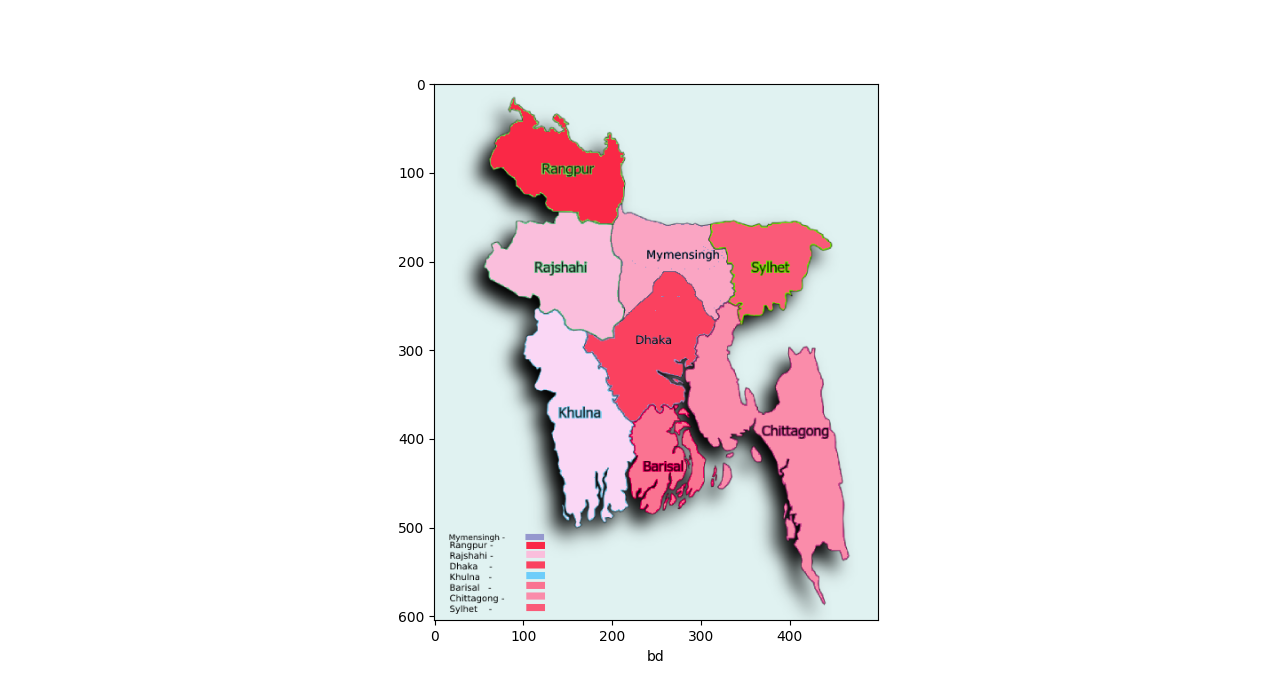 0
100
Rangpur
200
Mymensingh
Rajshahi
Sylhet
300
Dhaka
400
Khulna
Chittagong
Barisal
500
Mymensingh -
Rangpur -
Rajshahi -
Dhaka -
Khulna -
Barisal -
Chittagong -
Sylhet -
600
0 100 200 300 400
bd